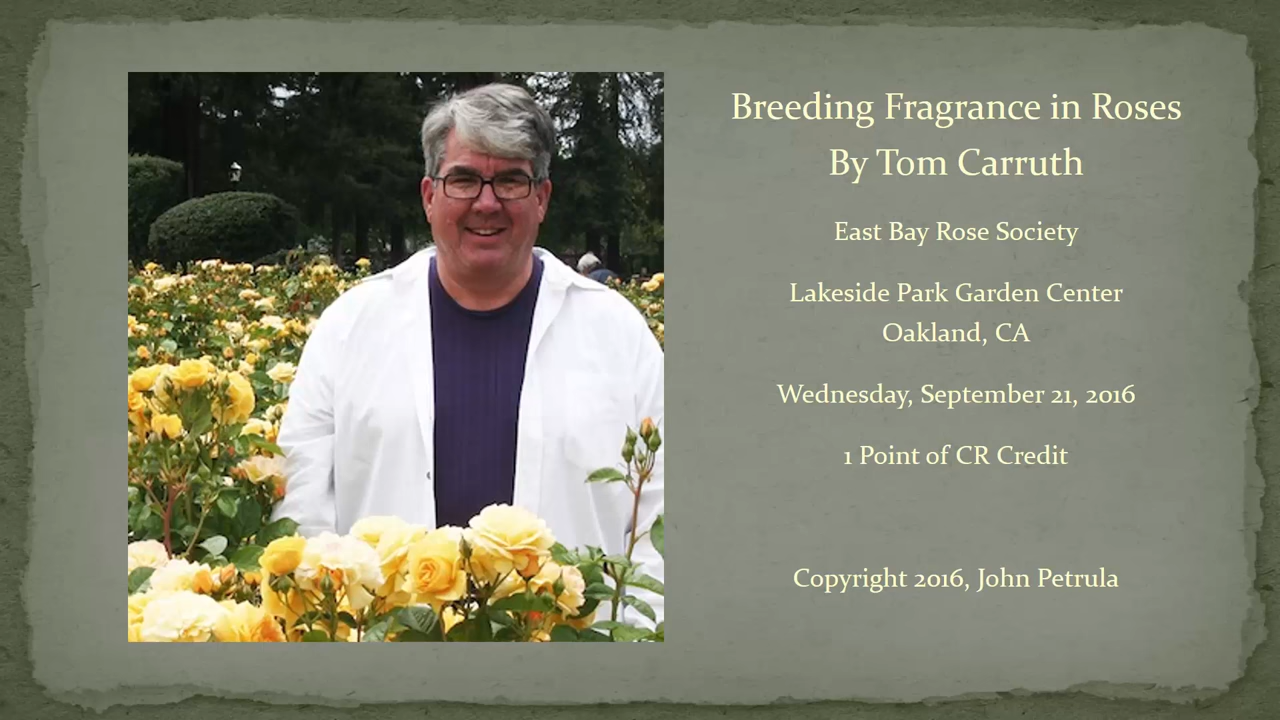 Breeding Fragrance in Roses
By Tom Carruth
East Bay Rose Society
Lakeside Park Garden Center
Oakland, CA
Wednesday, September 21, 2016
1 Point of CR Credit
Copyright 2016, John Petrula